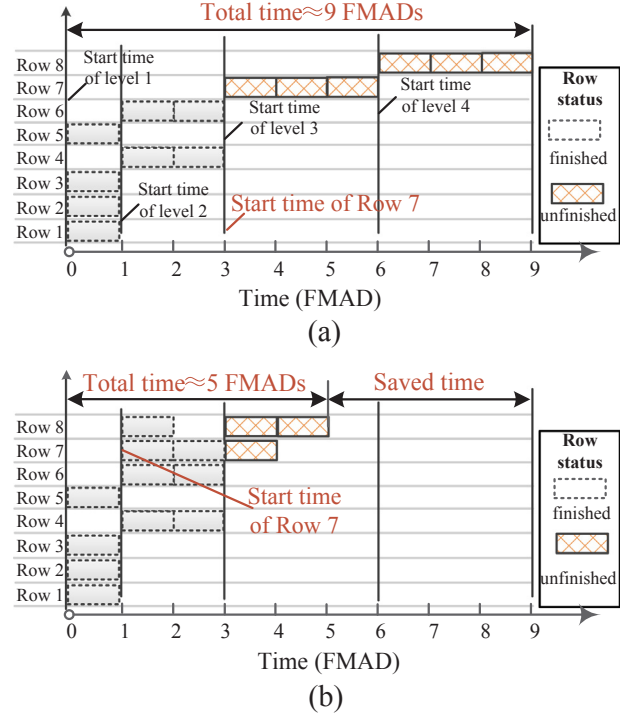 Total time≈9 FMADs
Row 8
Row 7
Row 6
Row 5
Row 4
Row 3
Row 2
Row 1
Start time
of level 1
Start time
of level 2
Start time
of level 3
Start time
of level 4
Start time of Row 7
Row
status
finished
unfinished
0 1 2 3 4 5 6 7 8 9
Time (FMAD)
(a)
Total time≈5 FMADs
Saved time
Row 8
Row 7
Row 6
Row 5
Row 4
Row 3
Row 2
Row 1
Start time
of Row 7
Row
status
finished
unfinished
0 1 2 3 4 5 6 7 8 9
Time (FMAD)
(b)